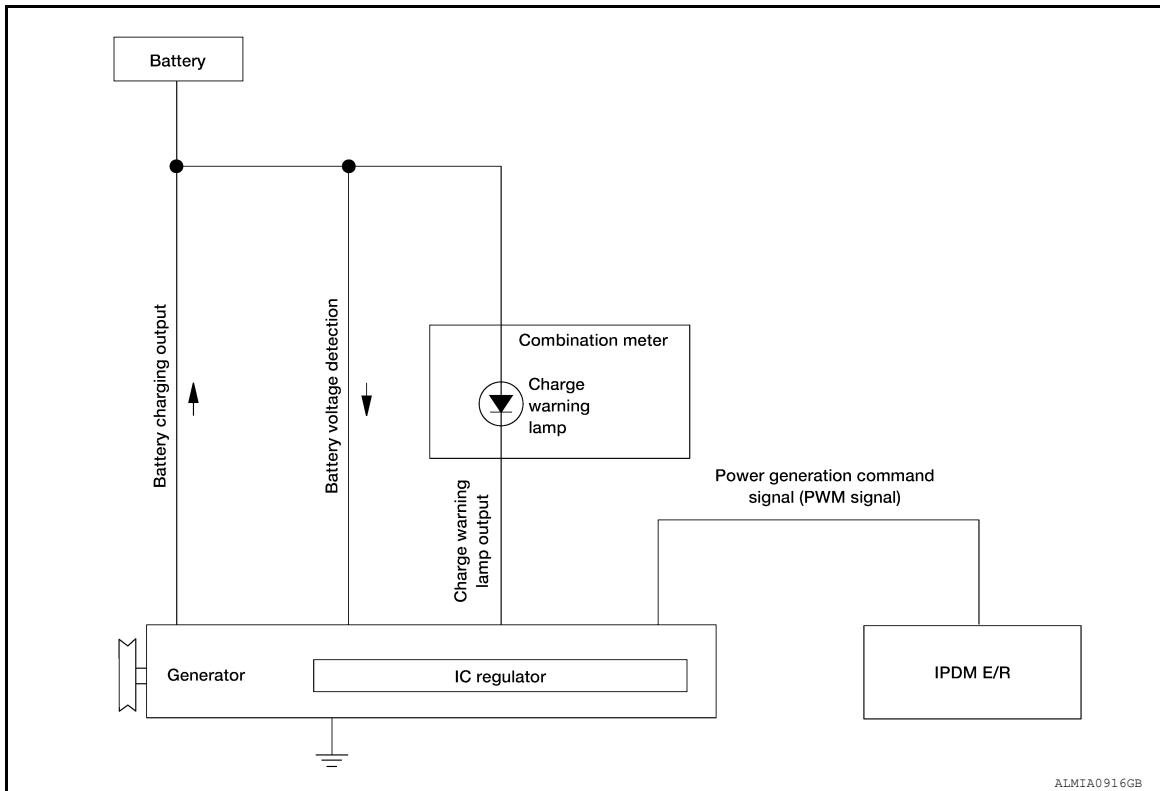 Battery
Battery charging output
Battery voltage detection
Combination meter
Charge
warning
lamp
Charge warning
lamp output
Power generation command
signal (PWM signal)
Generator
IC regulator
IPDM E/R
ALMIA0916GB